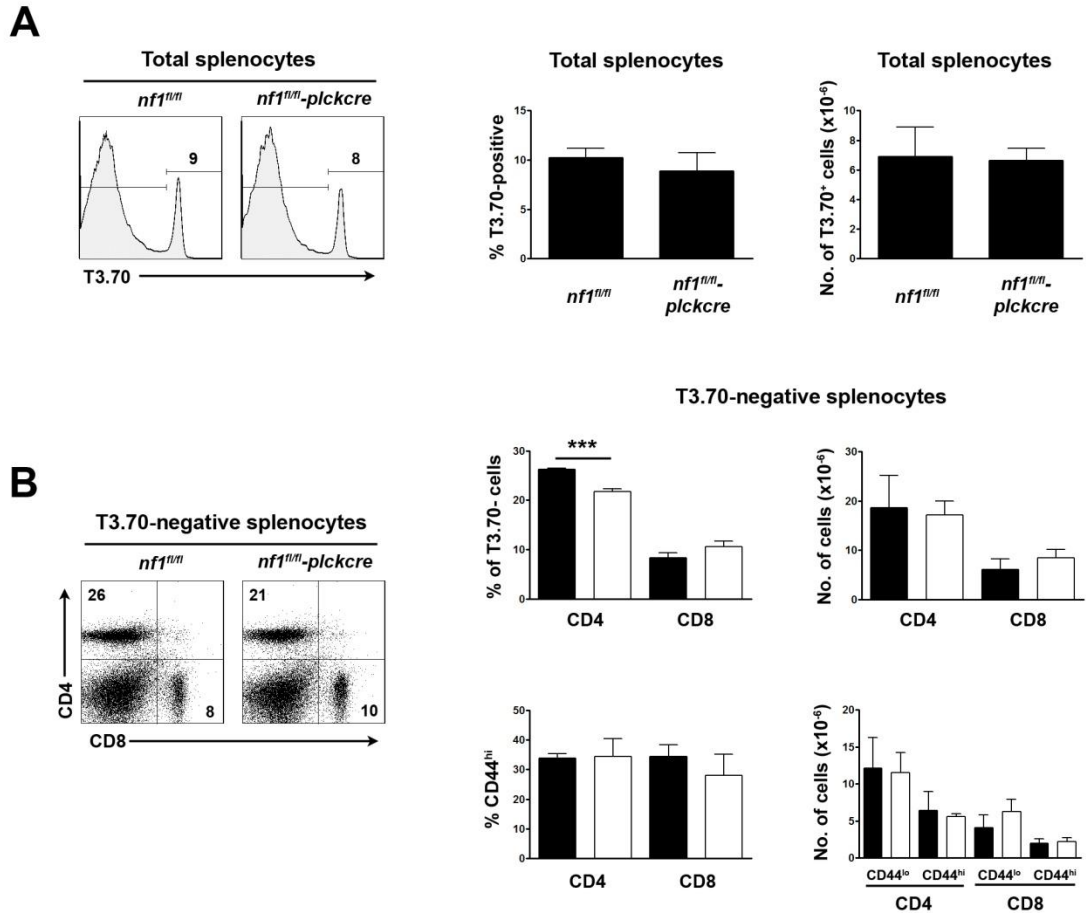 A
Total splenocytes
nf1fl/fl
nf1fl/fl-plckcre
9
8
T3.70
Total splenocytes
% T3.70-positive
15
10
5
0
nf1fl/fl
nf1fl/fl-
plckcre
Total splenocytes
No. of T3.70+ cells (x10-6)
10
8
6
4
2
0
nf1fl/fl
nf1fl/fl-
plckcre
B
T3.70-negative splenocytes
nf1fl/fl
nf1fl/fl-plckcre
26
8
21
10
CD4
CD8
T3.70-negative splenocytes
% of T3.70- cells
30
20
10
0
***
CD4
CD8
No. of cells (x10-6)
30
20
10
0
CD4
CD8
% CD44hi
50
40
30
20
10
0
CD4
CD8
No. of cells (x10-6)
20
15
10
5
0
CD44lo
CD44hi
CD44lo
CD44hi
CD4
CD8